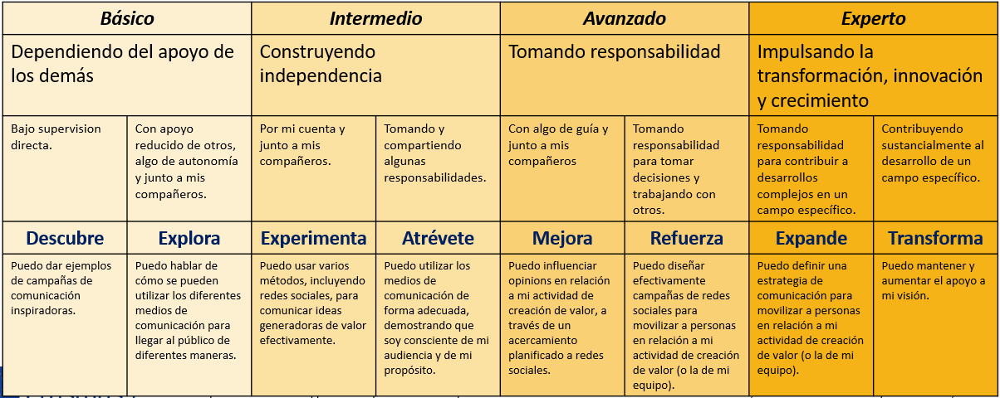 Básico
Intermedio
Avanzado
Experto
Dependiendo del apoyo de
los demás
Construyendo
independencia
Tomando responsabilidad
Impulsando la
transformación, innovación
y crecimiento
Bajo supervision
directa.
Con apoyo
reducido de otros,
algo de autonomía
y junto a mis
compañeros.
Por mi cuenta y
junto a mis
compañeros.
Tomando y
compartiendo
algunas
responsabilidades.
Con algo de guía y
junto a mis
compañeros
Tomando
responsabilidad
para tomar
decisiones y
trabajando con
otros.
Tomando
responsabilidad
para contribuir a
desarrollos
complejos en un
campo específico.
Contribuyendo
sustancialmente al
desarrollo de un
campo específico.
Descubre
Explora
Experimenta
Atrévete
Mejora
Refuerza
Expande
Transforma
Puedo dar ejemplos
de campañas de
comunicación
inspiradoras.
Puedo hablar de
cómo se pueden
utilizar los diferentes
medios de
comunicación para
llegar al público de
diferentes maneras.
Puedo usar varios
métodos, incluyendo
redes sociales, para
comunicar ideas
generadoras de valor
efectivamente.
Puedo utilizar los
medios de
comunicación de
forma adecuada,
demostrando que
soy consciente de mi
audiencia y de mi
propósito.
Puedo influenciar
opinions en relación
a mi actividad de
creación de valor, a
través de un
acercamiento
planificado a redes
sociales.
Puedo diseñar
efectivamente
campañas de redes
sociales para
movilizar a personas
en relación a mi
actividad de creación
de valor (o la de mi
equipo).
Puedo definir una
estrategia de
comunicación para
movilizar a personas
en relación a mi
actividad de creación
de valor (o la de mi
equipo).
Puedo mantener y
aumentar el apoyo a
mi visión.